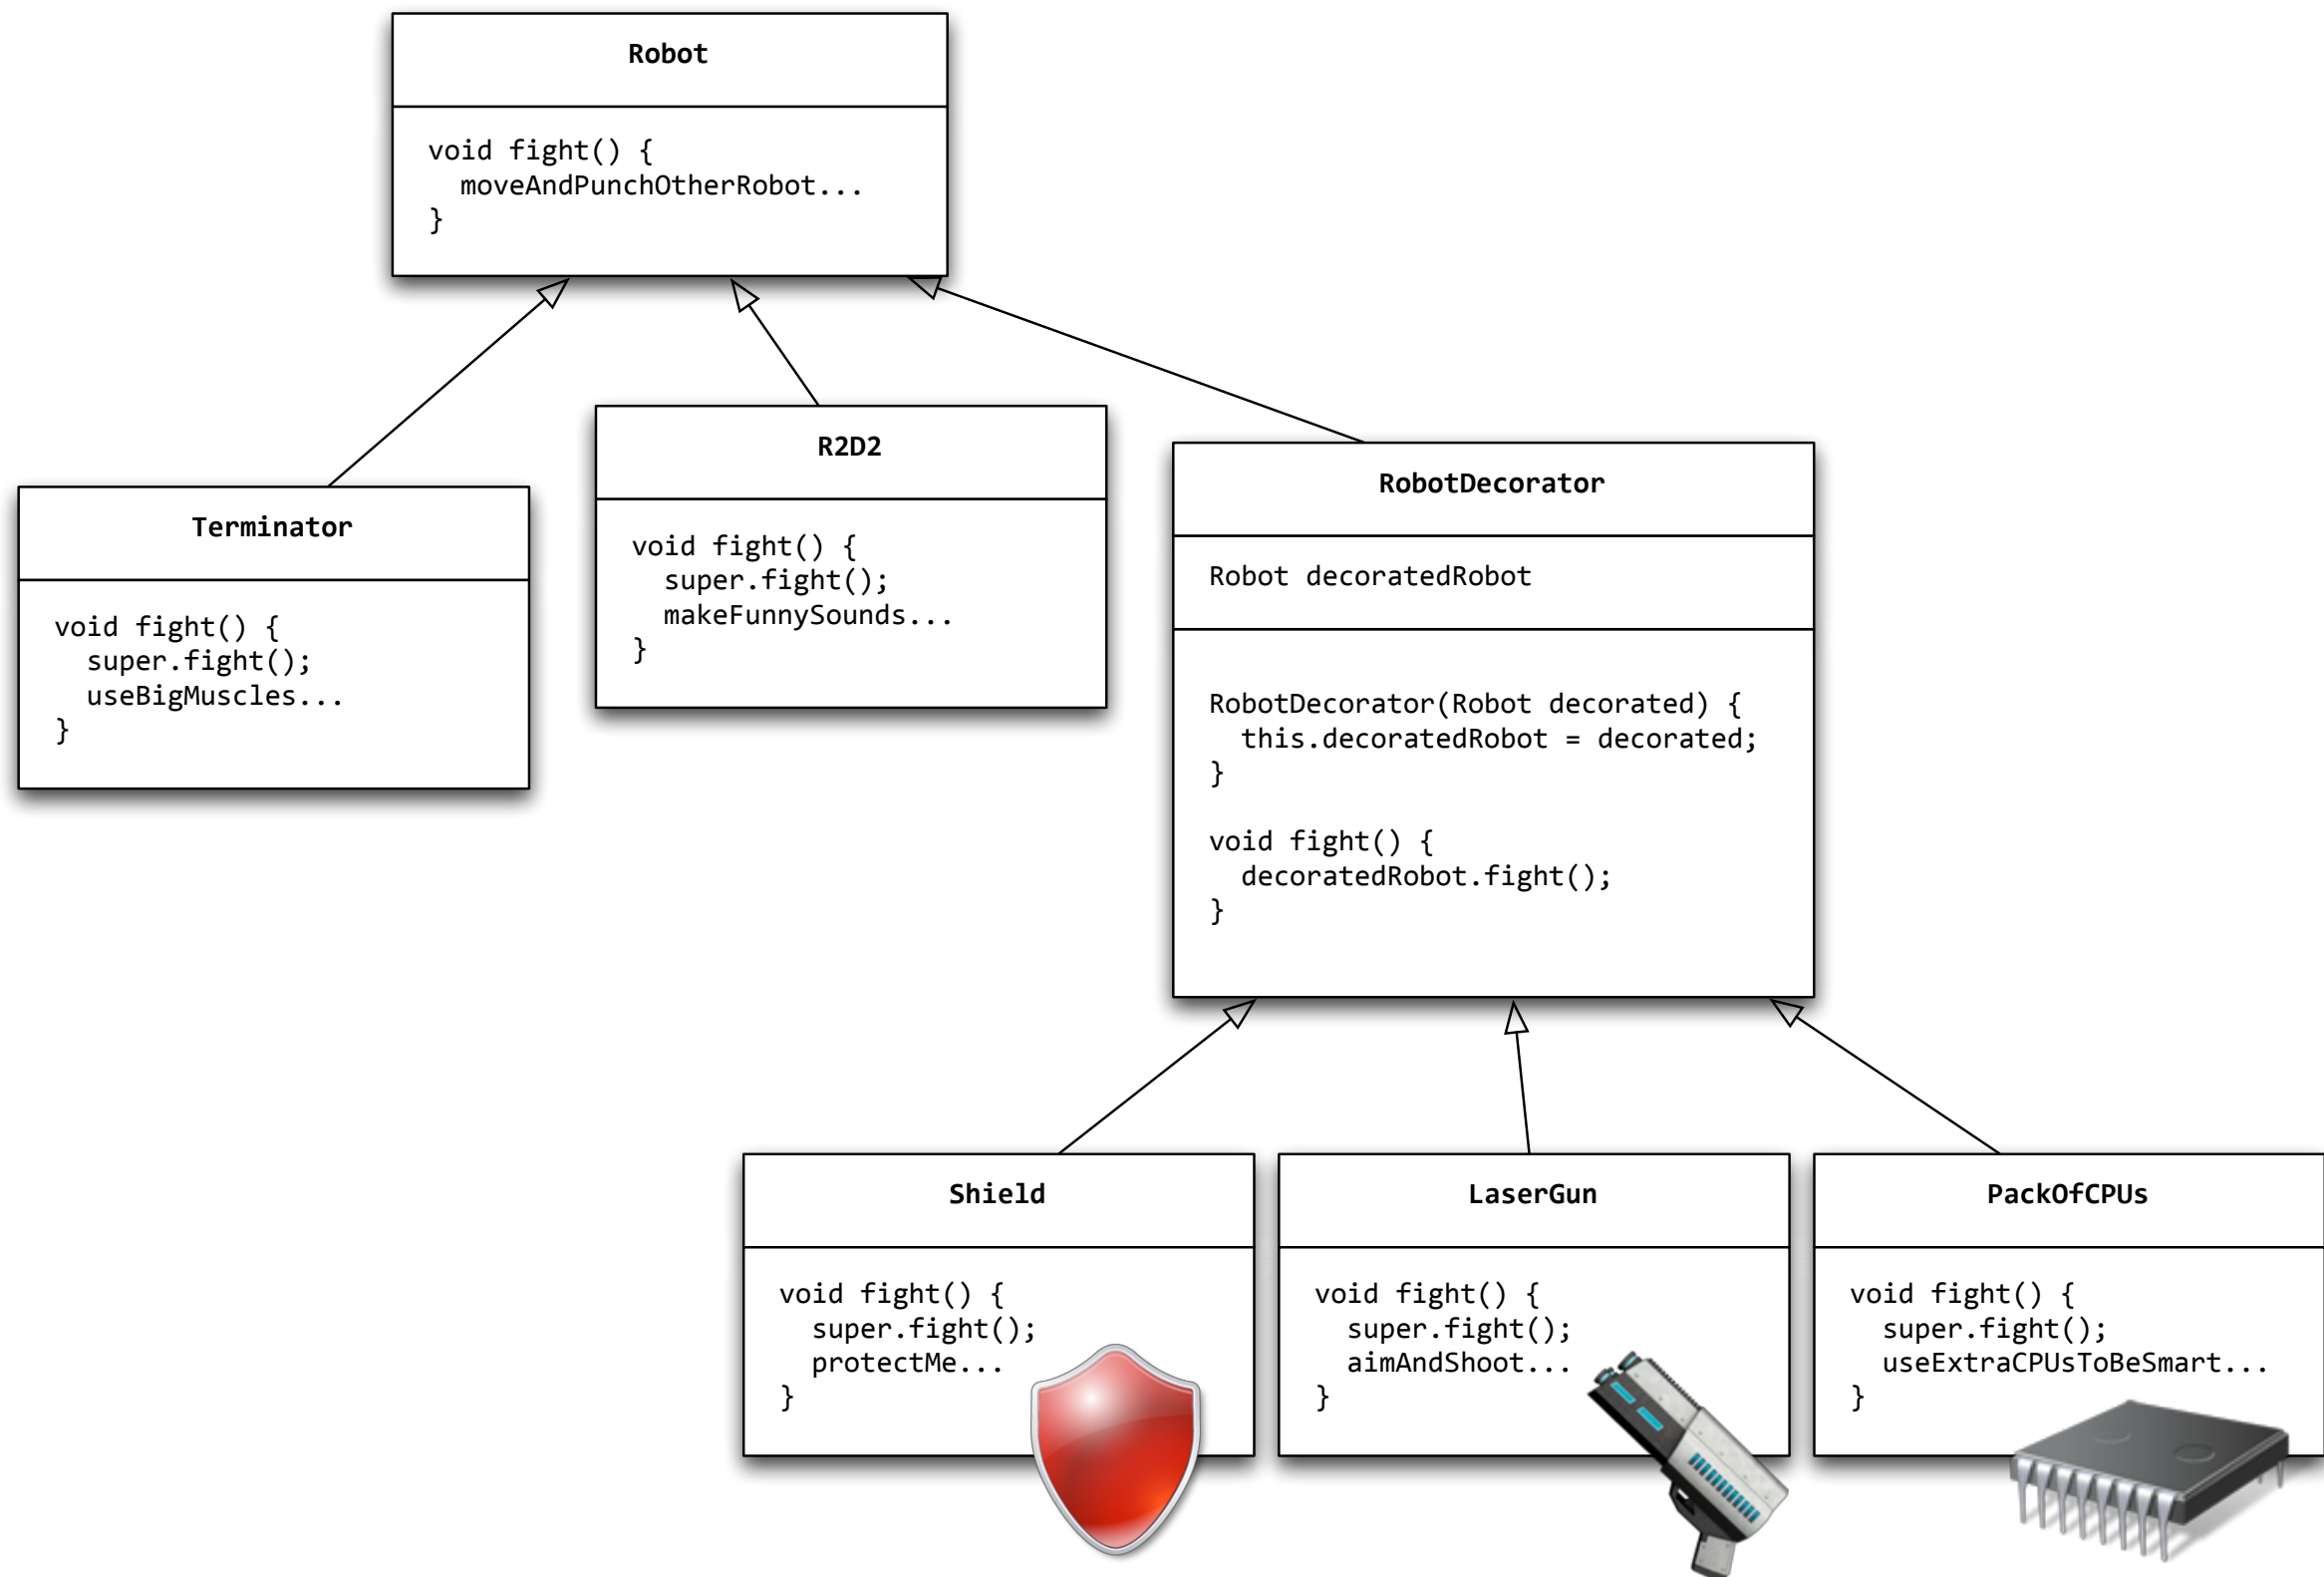 Robot
void fight() {
  moveAndPunchOtherRobot...
}
R2D2
void fight() {
  super.fight();
  makeFunnySounds...
}
RobotDecorator
Robot decoratedRobot
RobotDecorator(Robot decorated) {
  this.decoratedRobot = decorated;
}
void fight() {
  decoratedRobot.fight();
}
Terminator
void fight() {
  super.fight();
  useBigMuscles...
}
Shield
void fight() {
  super.fight();
  protectMe...
}
LaserGun
void fight() {
  super.fight();
  aimAndShoot...
}
PackOfCPUs
void fight() {
  super.fight();
  useExtraCPUsToBeSmart...
}